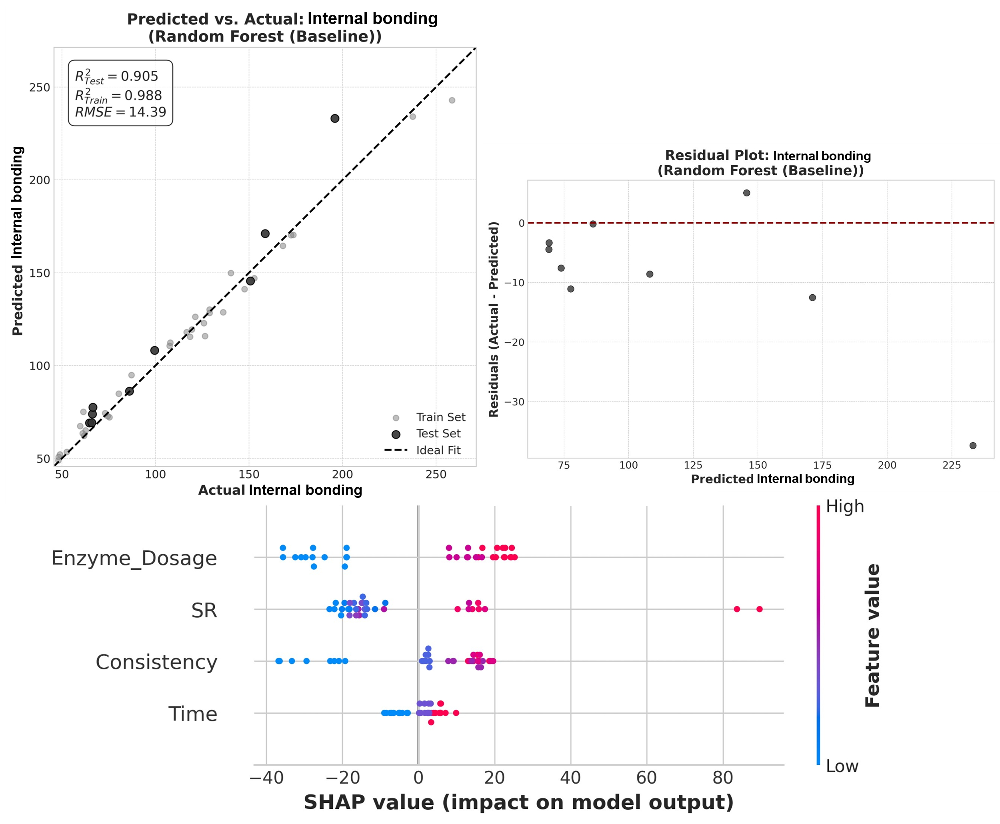 Predicted vs. Actual: Internal bonding
(Random Forest (Baseline))
R²Test = 0.905
R²Train = 0.988
RMSE = 14.39
250
200
150
100
50
Predicted Internal bonding
Train Set
Test Set
Ideal Fit
50 100 150 200 250
Actual Internal bonding
Residual Plot: Internal bonding
(Random Forest (Baseline))
0
−10
−20
−30
Residuals (Actual - Predicted)
75 100 125 150 175 200 225
Predicted Internal bonding
High
Enzyme_Dosage
SR
Consistency
Time
Feature value
Low
−40 −20 0 20 40 60 80
SHAP value (impact on model output)